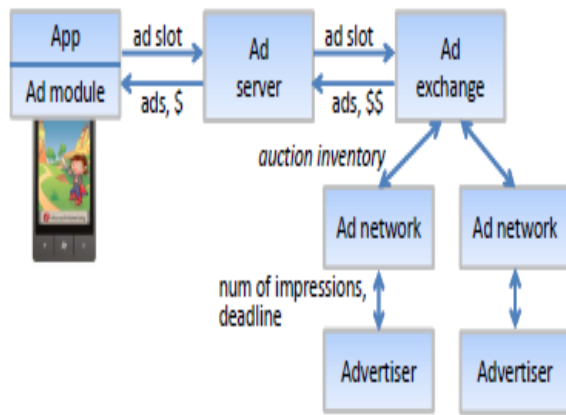 App
Ad module
ad slot
ads, $
Ad
server
ad slot
ads, $$
Ad
exchange
auction inventory
Ad network
Ad network
num of impressions,
deadline
Advertiser
Advertiser